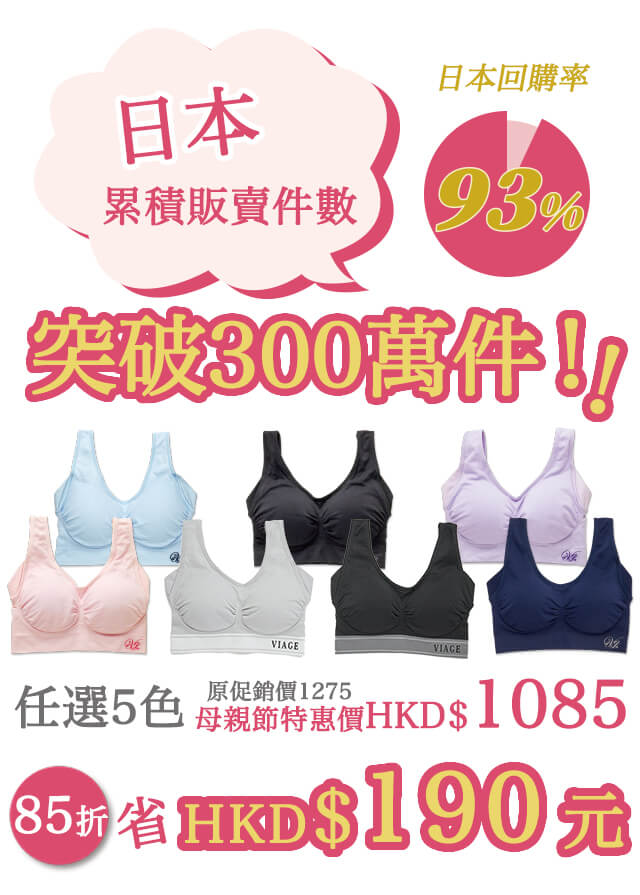 日本
累積販賣件數
日本回購率
93%
突破300萬件!!
VIAGE
VIAGE
任選5色
原促銷價1275
母親節特惠價HKD$1085
85折
省HKD$190元